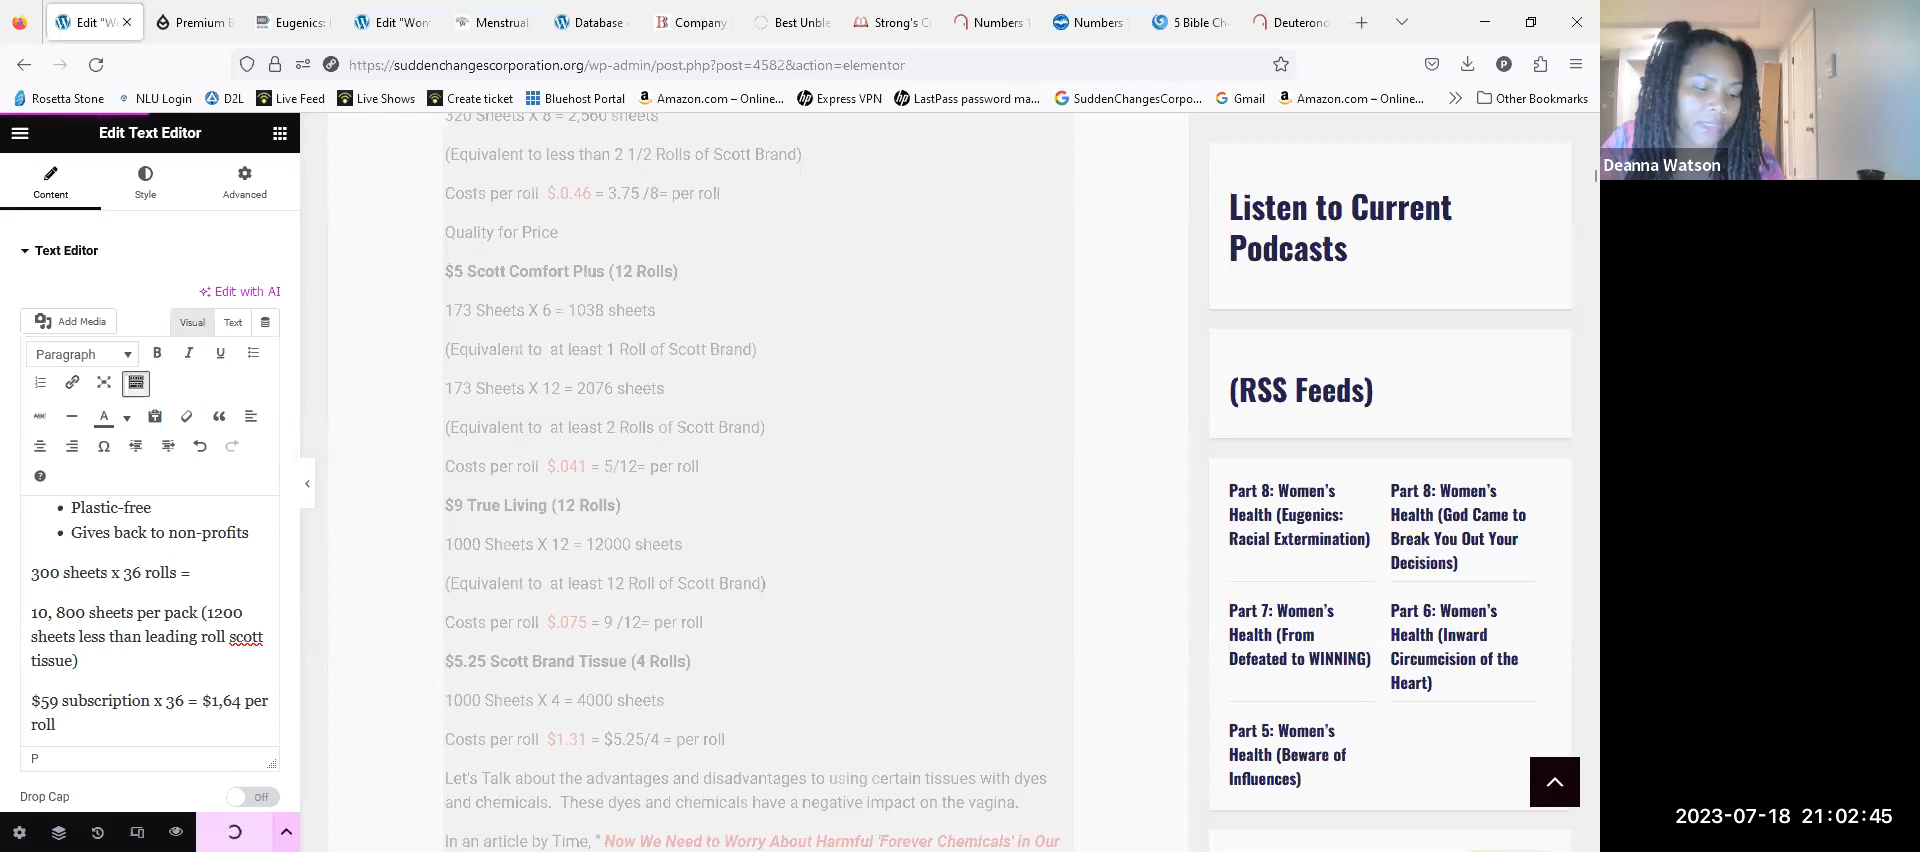 Edit "W
Premium B
Eugenics:
Edit "Won
Menstrual
Database
Company
Best Unble
Strong's C
Numbers 1
Numbers
5 Bible Ch
Deuterono
https://suddenchangescorporation.org/wp-admin/post.php?post=4582&action=elementor
Rosetta Stone
NLU Login
D2L
Live Feed
Live Shows
Create ticket
Bluehost Portal
Amazon.com – Online...
Express VPN
LastPass password ma...
SuddenChangesCorpo...
Gmail
Amazon.com – Online...
Other Bookmarks
Edit Text Editor
Content
Style
Advanced
Text Editor
Edit with AI
Add Media
Visual
Text
Paragraph
B I U
ABC
A
Plastic-free
Gives back to non-profits
300 sheets x 36 rolls =
10, 800 sheets per pack (1200
sheets less than leading roll scott
tissue)
$59 subscription x 36 = $1,64 per
roll
P
Drop Cap
Off
320 Sheets X 8 = 2,560 sheets
(Equivalent to less than 2 1/2 Rolls of Scott Brand)
Costs per roll $.0.46 = 3.75 /8= per roll
Quality for Price
$5 Scott Comfort Plus (12 Rolls)
173 Sheets X 6 = 1038 sheets
(Equivalent to at least 1 Roll of Scott Brand)
173 Sheets X 12 = 2076 sheets
(Equivalent to at least 2 Rolls of Scott Brand)
Costs per roll $.041 = 5/12= per roll
$9 True Living (12 Rolls)
1000 Sheets X 12 = 12000 sheets
(Equivalent to at least 12 Roll of Scott Brand)
Costs per roll $.075 = 9 /12= per roll
$5.25 Scott Brand Tissue (4 Rolls)
1000 Sheets X 4 = 4000 sheets
Costs per roll $1.31 = $5.25/4 = per roll
Let's Talk about the advantages and disadvantages to using certain tissues with dyes
and chemicals. These dyes and chemicals have a negative impact on the vagina.
In an article by Time, " Now We Need to Worry About Harmful 'Forever Chemicals' in Our
Listen to Current
Podcasts
(RSS Feeds)
Part 8: Women's
Health (Eugenics:
Racial Extermination)
Part 8: Women's
Health (God Came to
Break You Out Your
Decisions)
Part 7: Women's
Health (From
Defeated to WINNING)
Part 6: Women's
Health (Inward
Circumcision of the
Heart)
Part 5: Women's
Health (Beware of
Influences)
Deanna Watson
2023-07-18 21:02:45